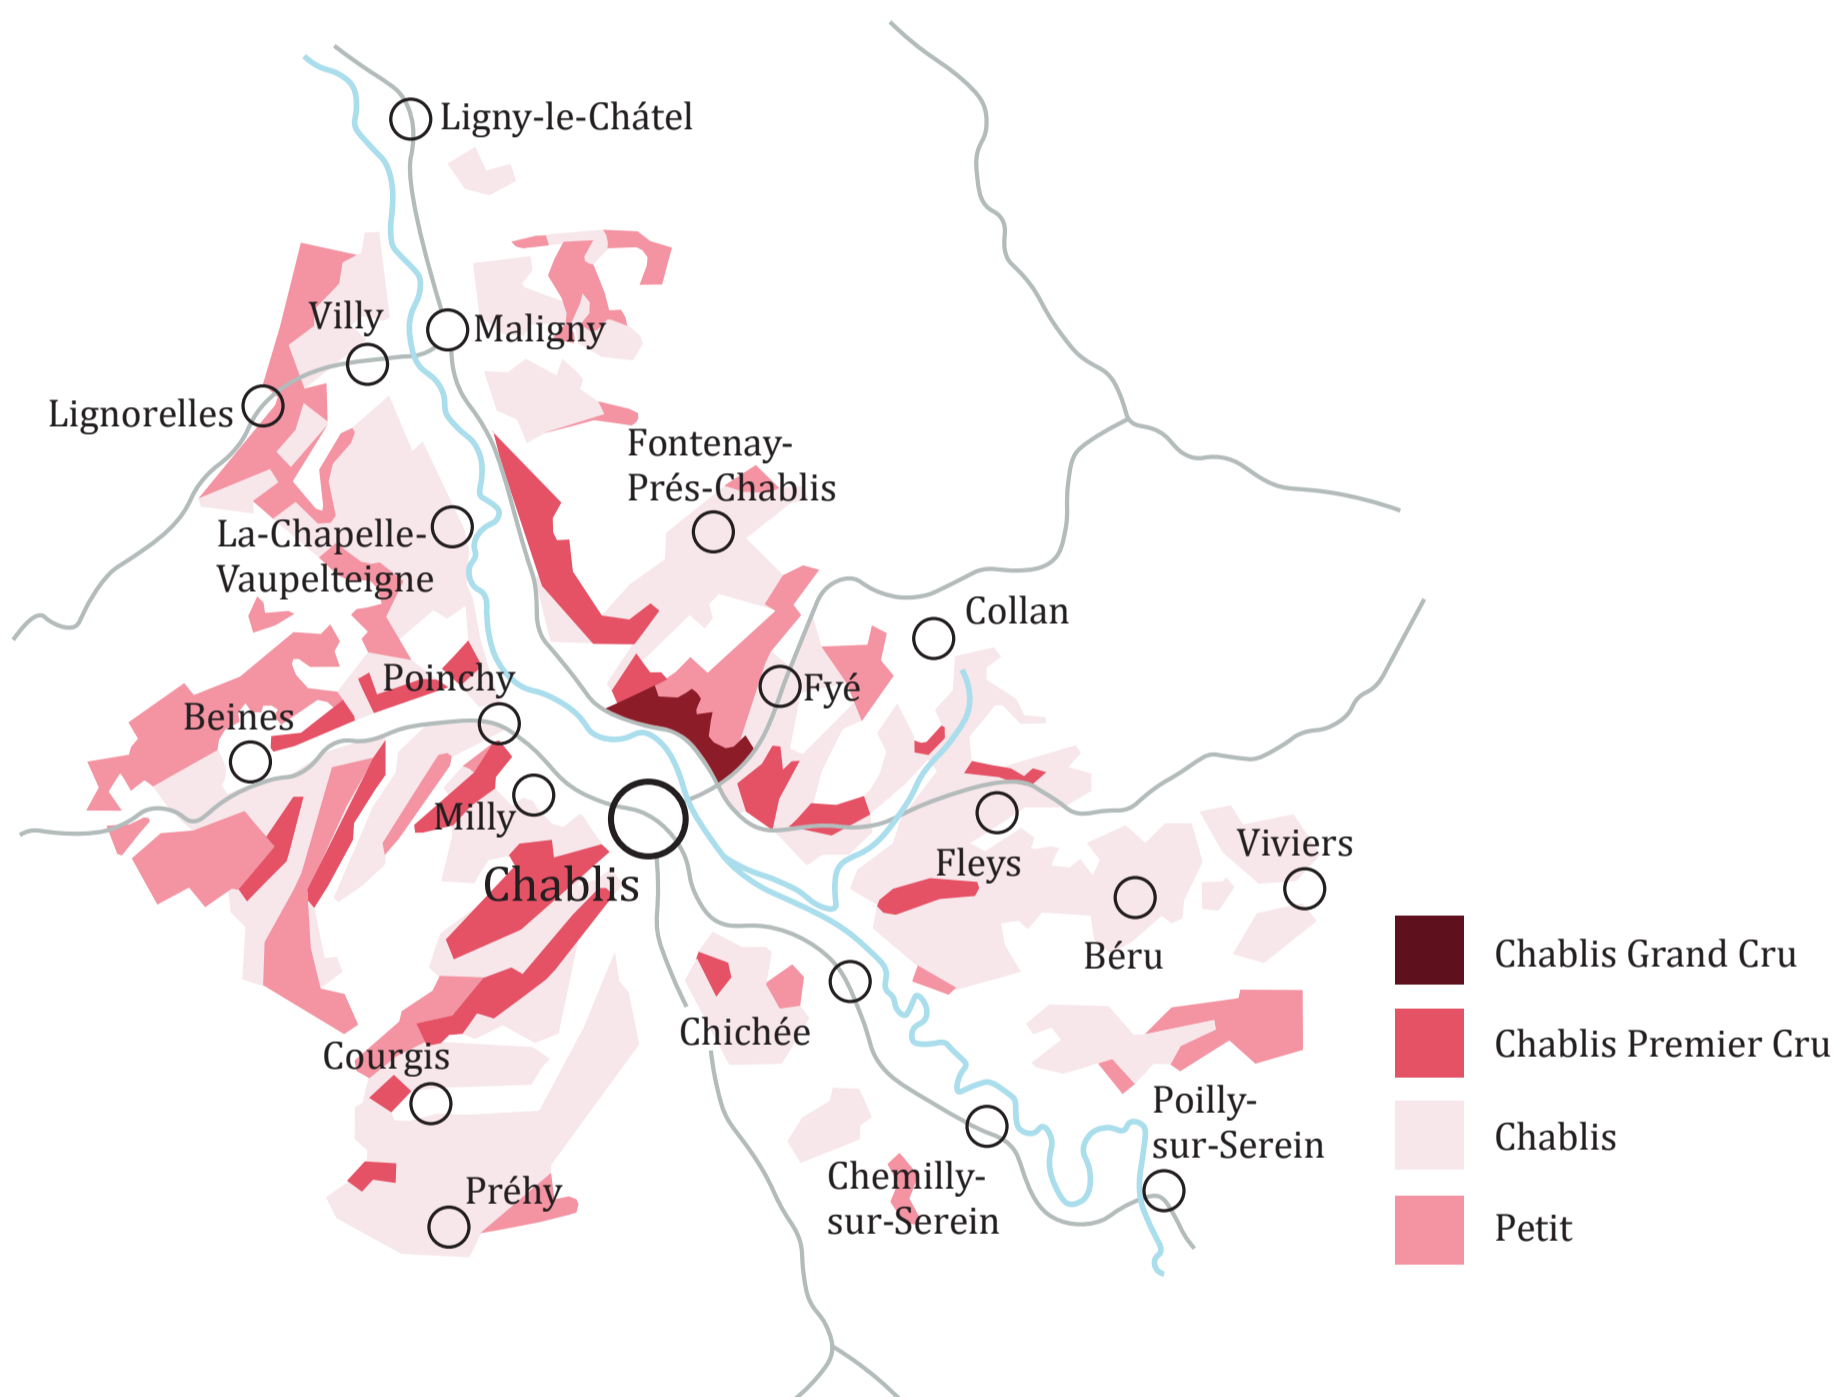 Ligny-le-Chátel
Villy
Maligny
Lignorelles
Fontenay-
Prés-Chablis
La-Chapelle-
Vaupelteigne
Collan
Poinchy
Fyé
Beines
Milly
Chablis
Fleys
Viviers
Béru
Chichée
Courgis
Poilly-
sur-Serein
Chemilly-
sur-Serein
Préhy
Chablis Grand Cru
Chablis Premier Cru
Chablis
Petit